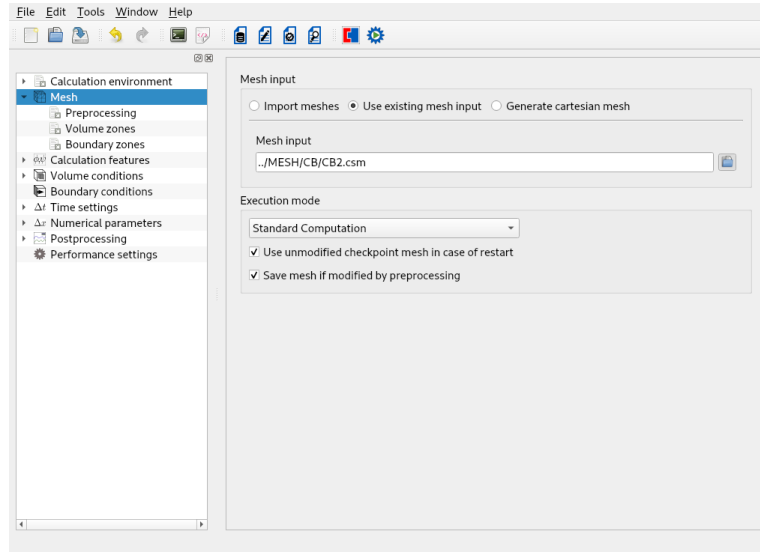 File Edit Tools Window Help
Calculation environment
Mesh
Preprocessing
Volume zones
Boundary zones
Calculation features
Volume conditions
Boundary conditions
Δt Time settings
Δx Numerical parameters
Postprocessing
Performance settings
Mesh input
Import meshes Use existing mesh input Generate cartesian mesh
Mesh input
../MESH/CB/CB2.csm
Execution mode
Standard Computation
Use unmodified checkpoint mesh in case of restart
Save mesh if modified by preprocessing